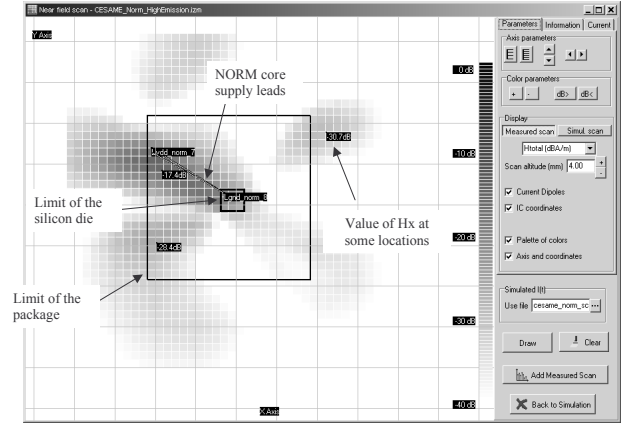 Near field scan - CESAME_Norm_HighEmission.izm
Y Axis
NORM core
supply leads
Lvdd_norm_7
-17.4dB
Lgnd_norm_8
-30.7dB
-28.4dB
Limit of the
silicon die
Value of Hx at
some locations
Limit of the
package
X Axis
0 dB
-10 dB
-20 dB
-30 dB
-40 dB
Parameters Information Current
Axis parameters
Color parameters
+ - dB> dB<
Display
Measured scan Simul. scan
Htotal (dBA/m)
Scan altitude (mm) 4.00 + -
Current Dipoles
IC coordinates
Palette of colors
Axis and coordinates
Simulated I(t)
Use file cesame_norm_sc ...
Draw Clear
Add Measured Scan
Back to Simulation